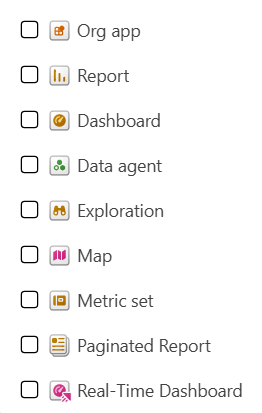 Org app
Report
Dashboard
Data agent
Exploration
Map
Metric set
Paginated Report
Real-Time Dashboard